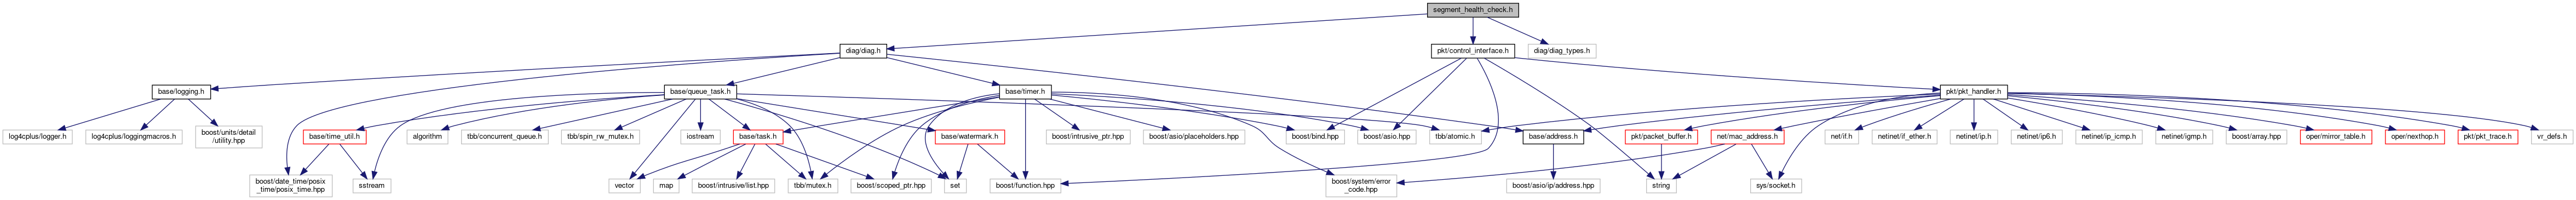 segment_health_check.h
diag/diag.h
pkt/control_interface.h
diag/diag_types.h
base/logging.h
base/queue_task.h
base/timer.h
pkt/pkt_handler.h
log4cplus/logger.h
log4cplus/loggingmacros.h
boost/units/detail
/utility.hpp
base/time_util.h
algorithm
tbb/concurrent_queue.h
tbb/spin_rw_mutex.h
iostream
base/task.h
base/watermark.h
boost/intrusive_ptr.hpp
boost/asio/placeholders.hpp
boost/bind.hpp
boost/asio.hpp
tbb/atomic.h
base/address.h
pkt/packet_buffer.h
net/mac_address.h
net/if.h
netinet/if_ether.h
netinet/ip.h
netinet/ip6.h
netinet/ip_icmp.h
netinet/igmp.h
boost/array.hpp
oper/mirror_table.h
oper/nexthop.h
pkt/pkt_trace.h
vr_defs.h
boost/date_time/posix
_time/posix_time.hpp
sstream
vector
map
boost/intrusive/list.hpp
tbb/mutex.h
boost/scoped_ptr.hpp
set
boost/function.hpp
boost/system/error
_code.hpp
boost/asio/ip/address.hpp
string
sys/socket.h